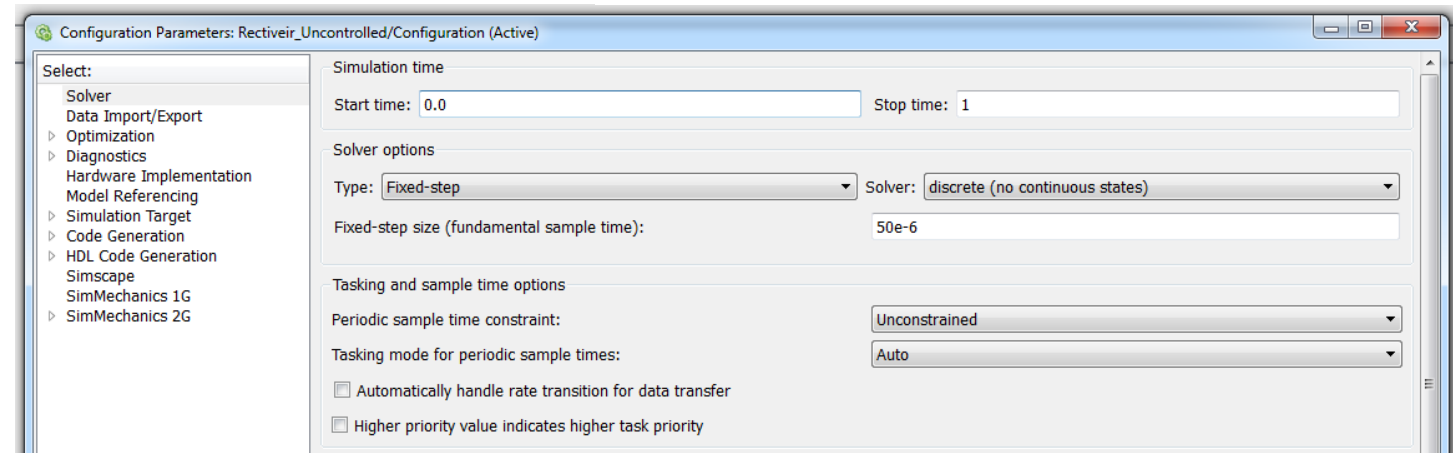 Configuration Parameters: Rectiveir_Uncontrolled/Configuration (Active)
Select:
Solver
Data Import/Export
Optimization
Diagnostics
Hardware Implementation
Model Referencing
Simulation Target
Code Generation
HDL Code Generation
Simscape
SimMechanics 1G
SimMechanics 2G
Simulation time
Start time: 0.0 Stop time: 1
Solver options
Type: Fixed-step Solver: discrete (no continuous states)
Fixed-step size (fundamental sample time): 50e-6
Tasking and sample time options
Periodic sample time constraint: Unconstrained
Tasking mode for periodic sample times: Auto
Automatically handle rate transition for data transfer
Higher priority value indicates higher task priority